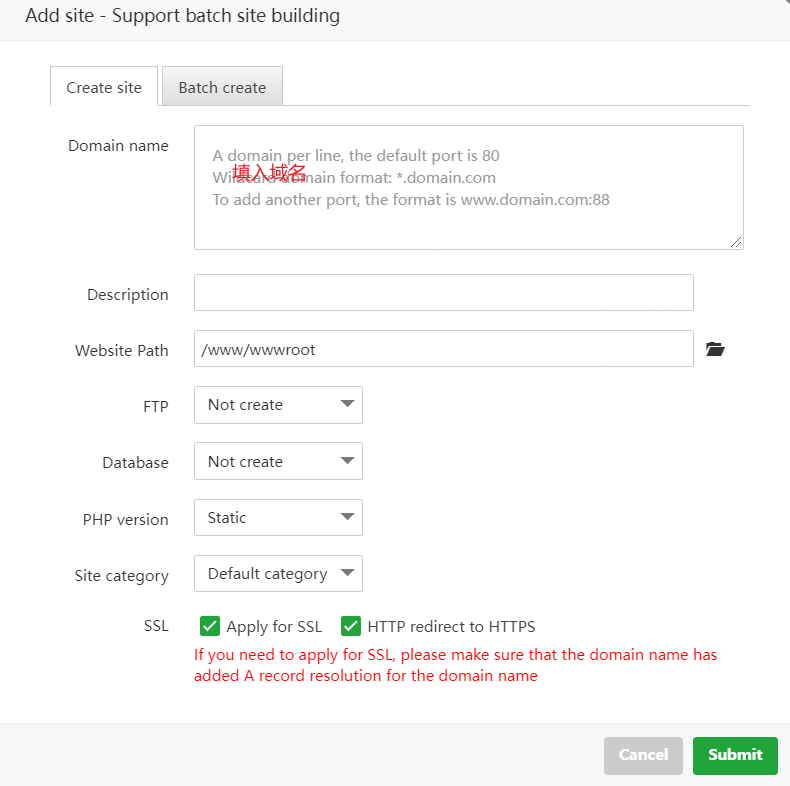 Add site - Support batch site building
Create site
Batch create
Domain name
A domain per line, the default port is 80
Wildcard domain format: *.domain.com
填入域名
To add another port, the format is www.domain.com:88
Description
Website Path
/www/wwwroot
FTP
Not create
Database
Not create
PHP version
Static
Site category
Default category
SSL
Apply for SSL
HTTP redirect to HTTPS
If you need to apply for SSL, please make sure that the domain name has
added A record resolution for the domain name
Cancel
Submit